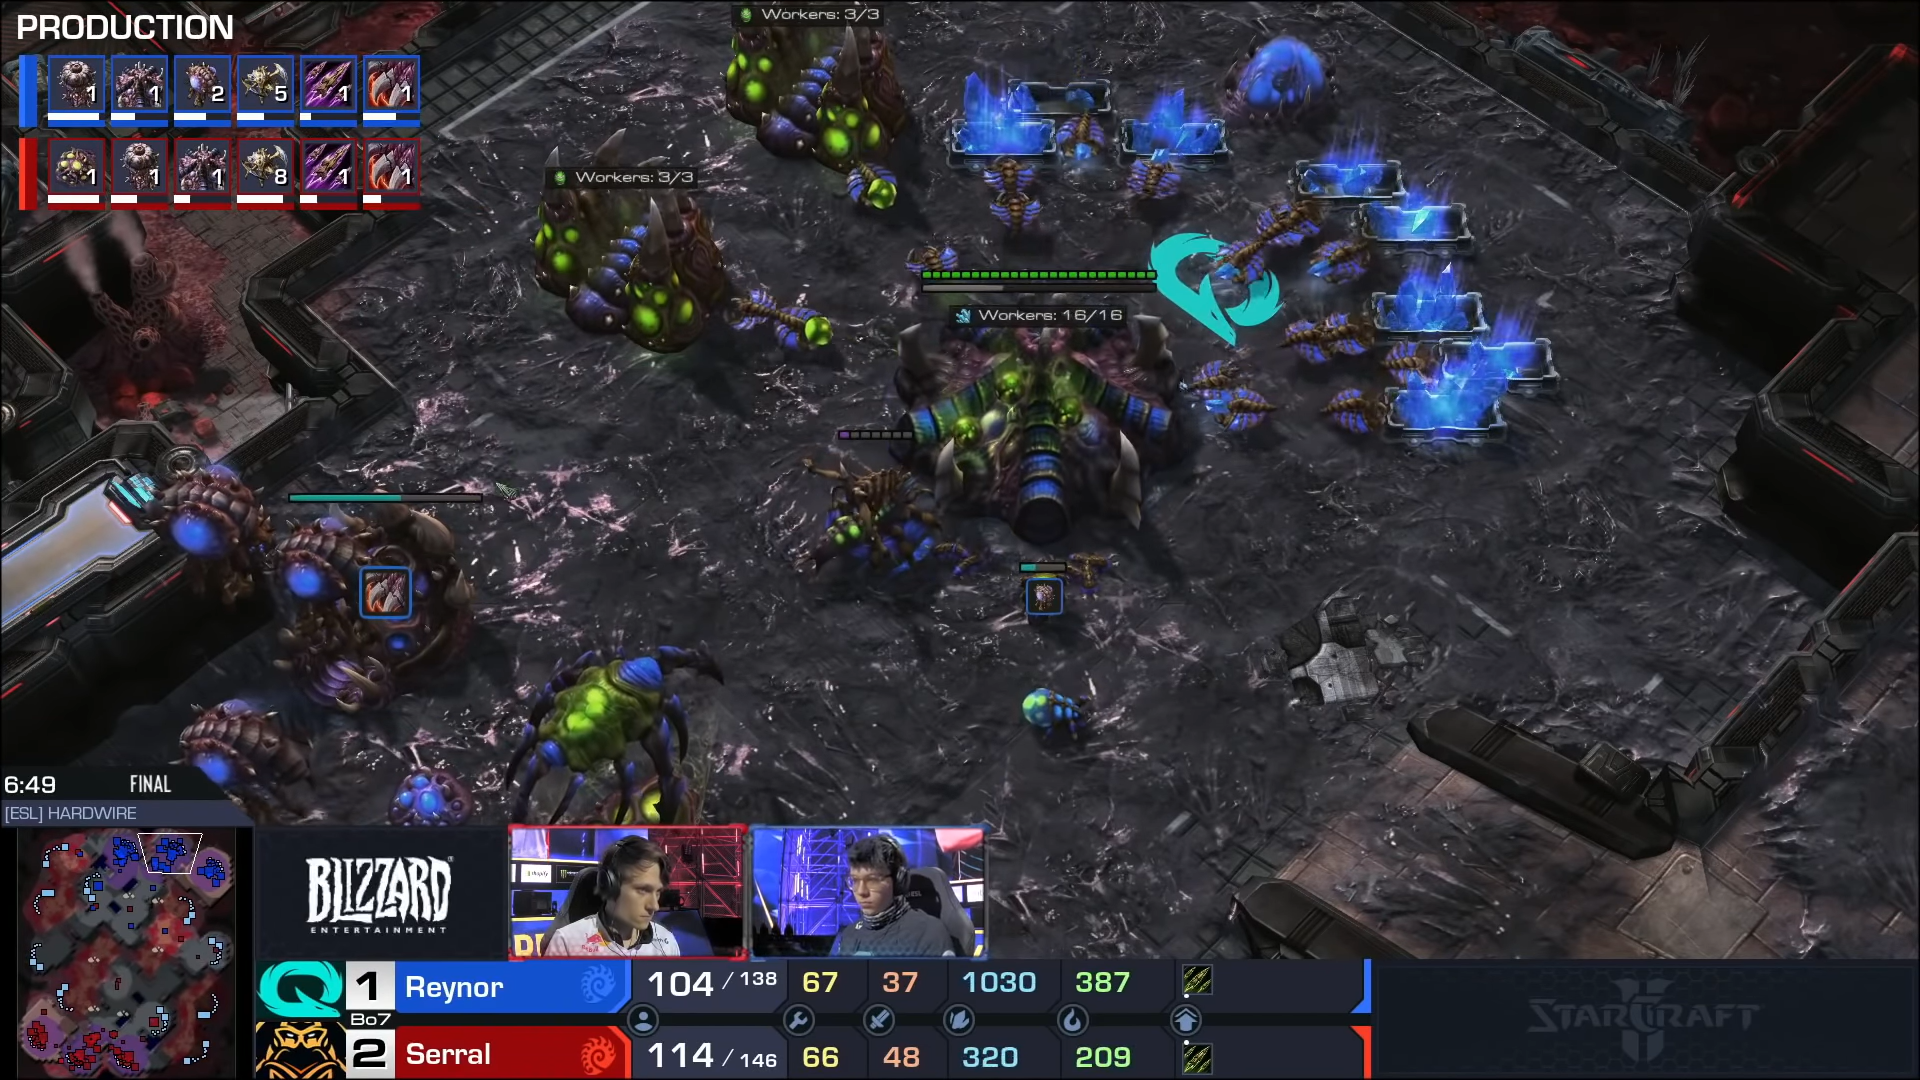 PRODUCTION
1 1 2 5 1 1
1 1 1 8 1 1
Workers: 3/3
Workers: 3/3
Workers: 16/16
6:49 FINAL
[ESL] HARDWIRE
BLIZZARD
ENTERTAINMENT
1 Reynor 104 / 138 67 37 1030 387
Bo7
2 Serral 114 / 146 66 48 320 209
STARCRAFT
II